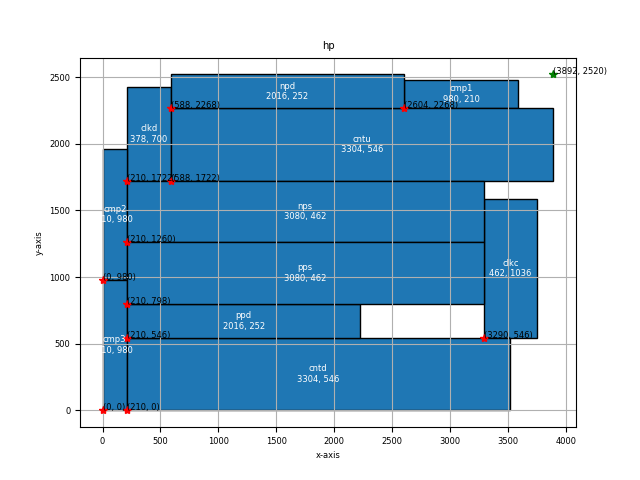 hp
(3892, 2520)
npd
2016, 252
cmp1
980, 210
(588, 2268)
(2604, 2268)
clkd
378, 700
cntu
3304, 546
(210, 1722)
(588, 1722)
cmp2
10, 980
nps
3080, 462
(210, 1260)
clkc
462, 1036
pps
3080, 462
(0, 980)
(210, 798)
ppd
2016, 252
(210, 546)
(3290, 546)
cmp3
10, 980
cntd
3304, 546
(0, 0)
(210, 0)
2500
2000
1500
1000
500
0
y-axis
0 500 1000 1500 2000 2500 3000 3500 4000
x-axis